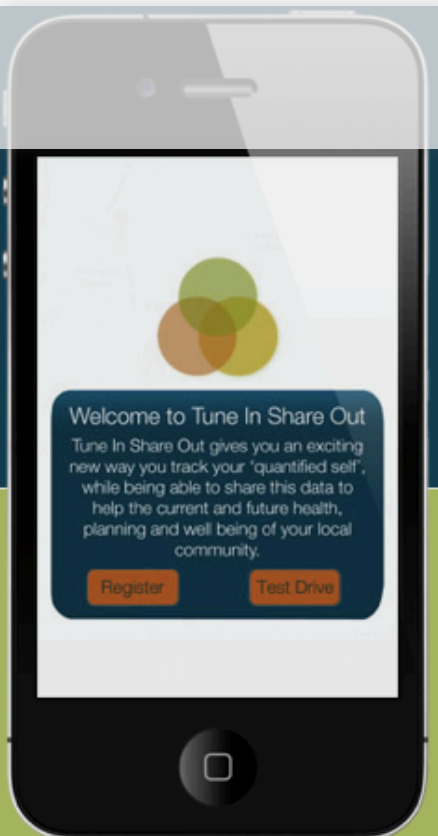 Welcome to Tune In Share Out
Tune In Share Out gives you an exciting
new way you track your 'quantified self',
while being able to share this data to
help the current and future health,
planning and well being of your local
community.
Register
Test Drive